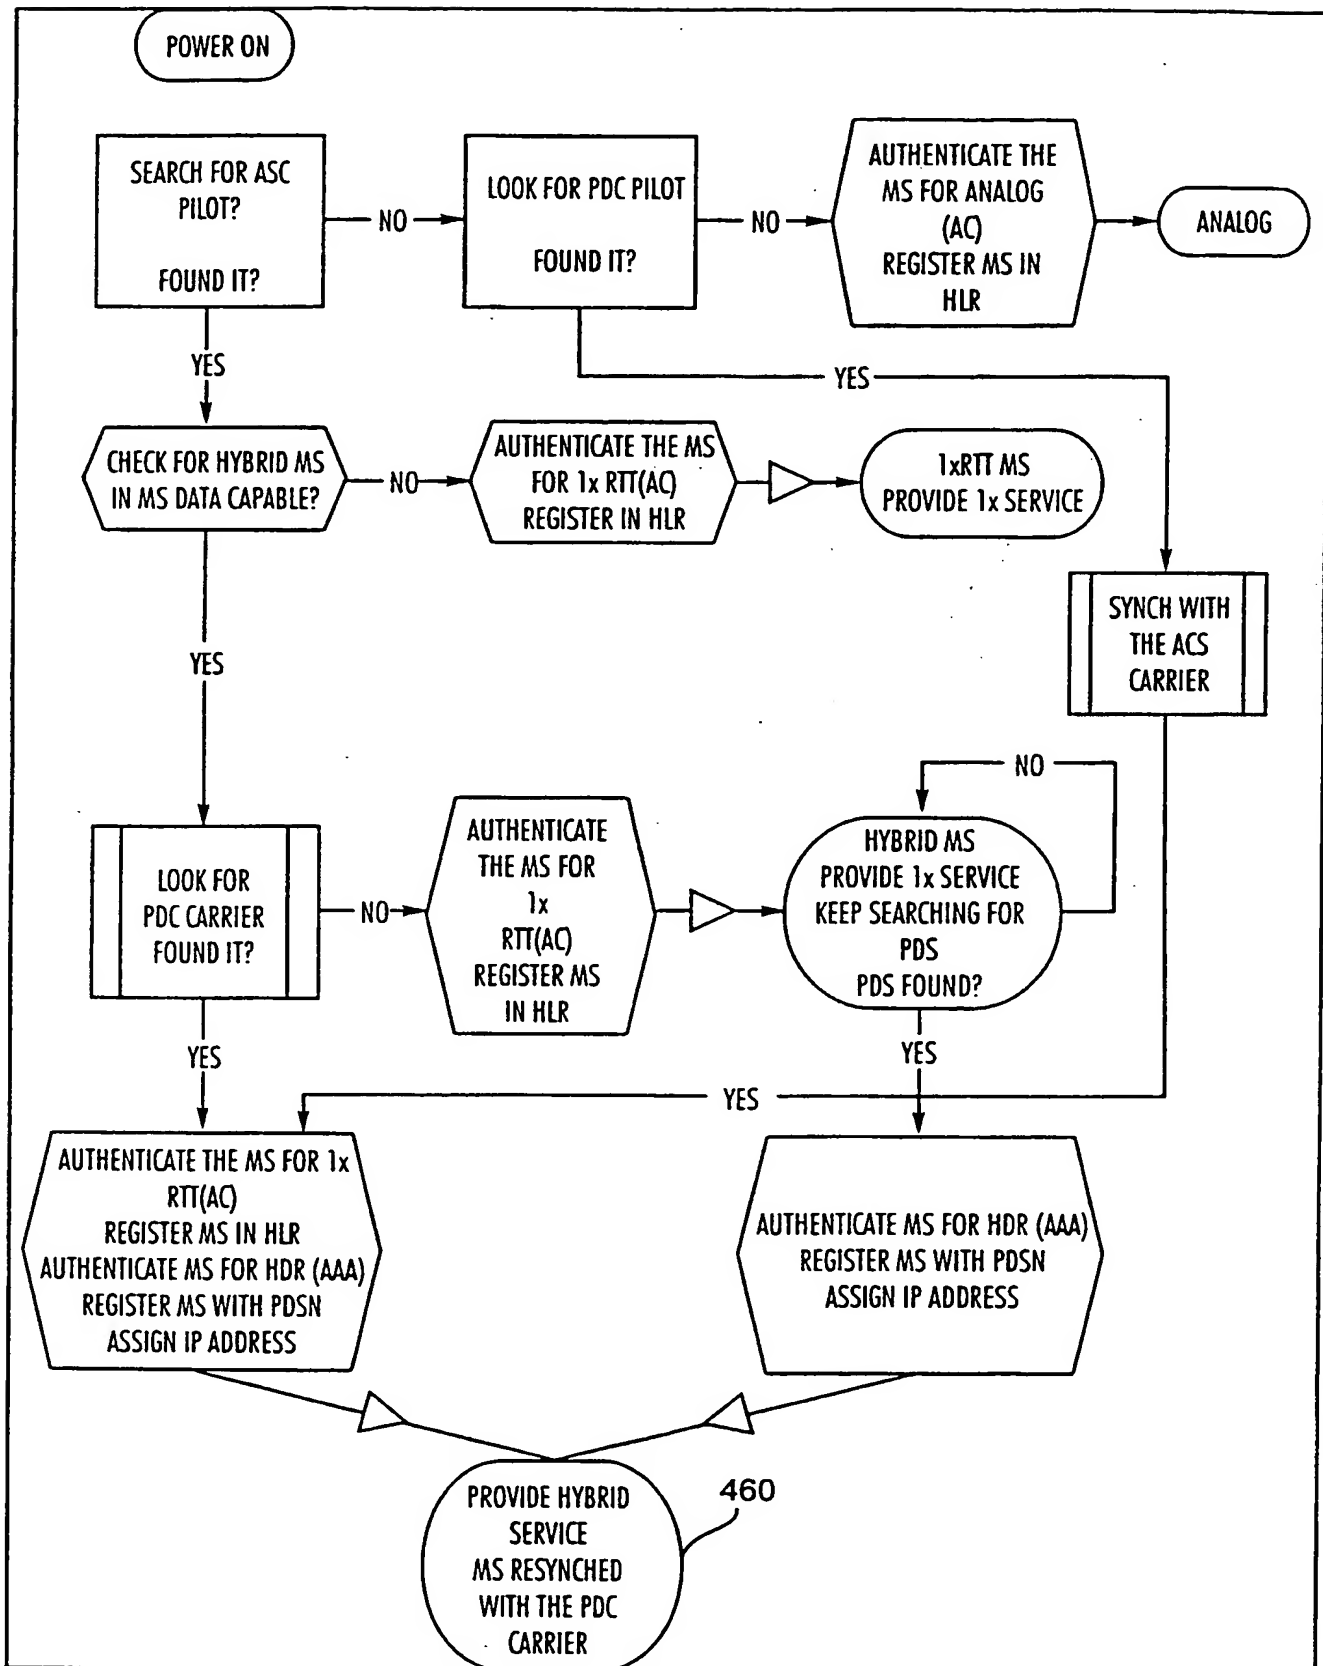 POWER ON
SEARCH FOR ASC
PILOT?
FOUND IT?
NO
LOOK FOR PDC PILOT
FOUND IT?
NO
AUTHENTICATE THE
MS FOR ANALOG
(AC)
REGISTER MS IN
HLR
ANALOG
YES
YES
CHECK FOR HYBRID MS
IN MS DATA CAPABLE?
NO
AUTHENTICATE THE MS
FOR 1x RTT(AC)
REGISTER IN HLR
1xRTT MS
PROVIDE 1x SERVICE
SYNCH WITH
THE ACS
CARRIER
YES
NO
LOOK FOR
PDC CARRIER
FOUND IT?
NO
AUTHENTICATE
THE MS FOR
1x
RTT(AC)
REGISTER MS
IN HLR
HYBRID MS
PROVIDE 1x SERVICE
KEEP SEARCHING FOR
PDS
PDS FOUND?
YES
YES
YES
AUTHENTICATE THE MS FOR 1x
RTT(AC)
REGISTER MS IN HLR
AUTHENTICATE MS FOR HDR (AAA)
REGISTER MS WITH PDSN
ASSIGN IP ADDRESS
AUTHENTICATE MS FOR HDR (AAA)
REGISTER MS WITH PDSN
ASSIGN IP ADDRESS
PROVIDE HYBRID
SERVICE
MS RESYNCHED
WITH THE PDC
CARRIER
460